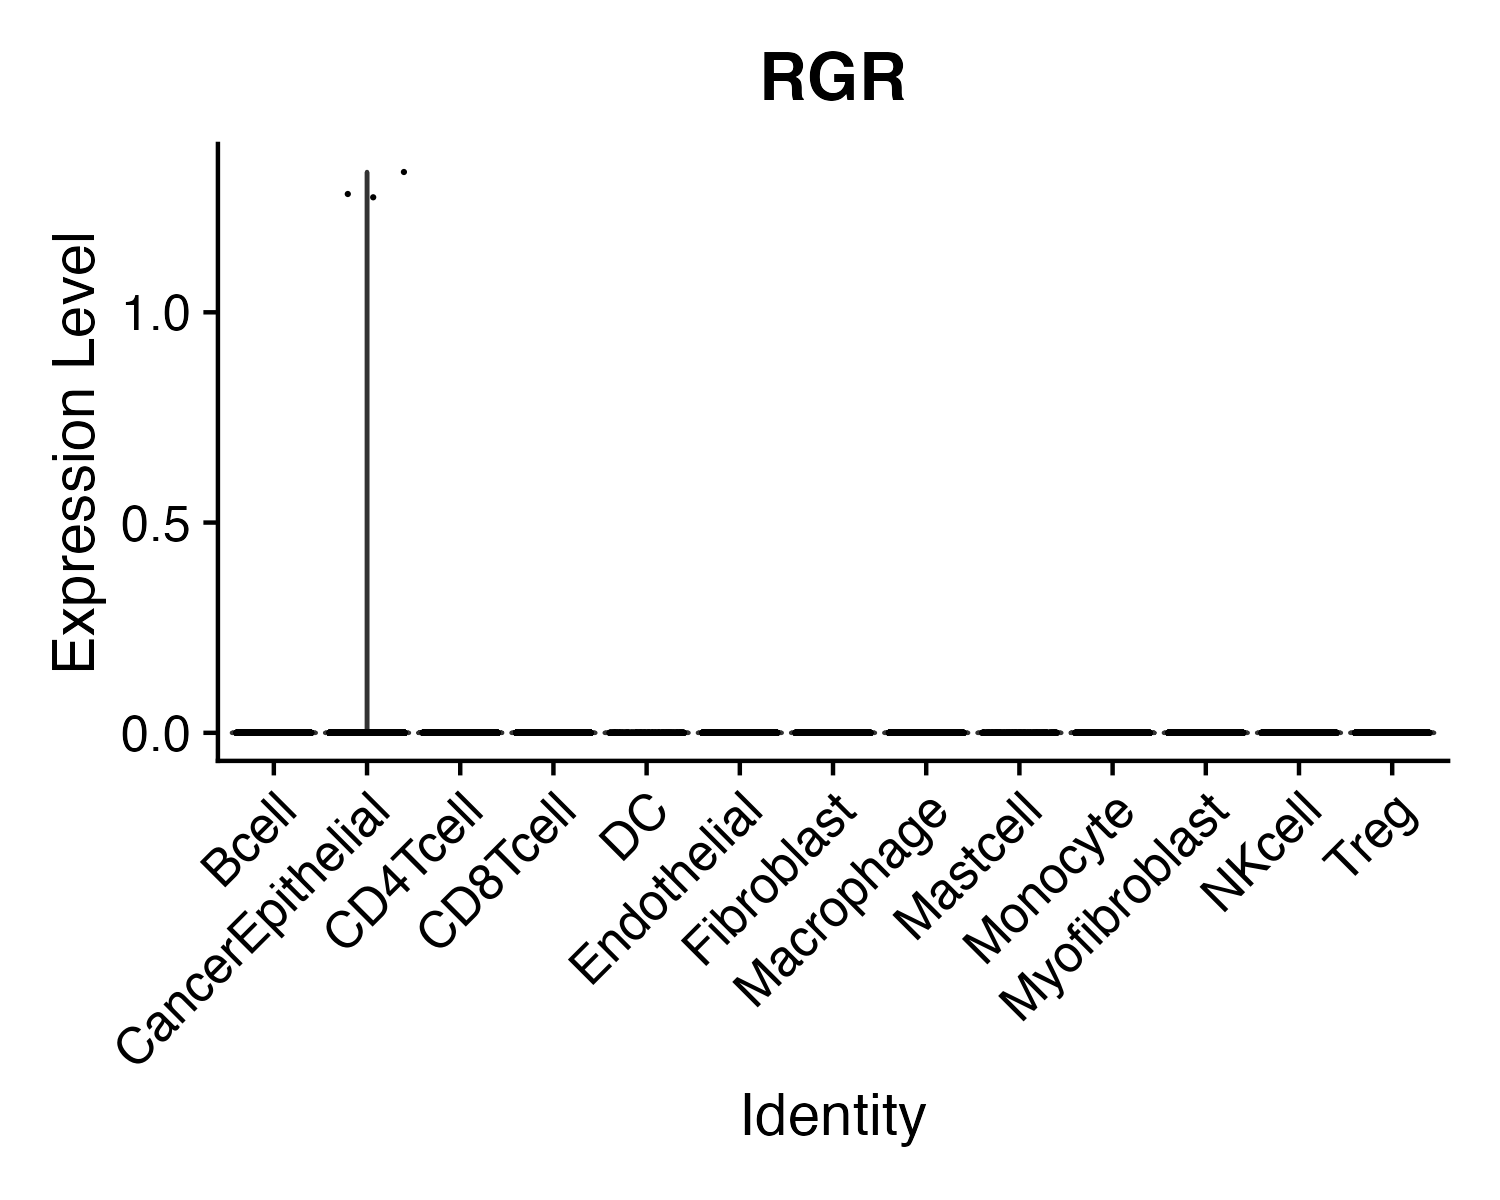 RGR
Expression Level
1.0
0.5
0.0
Bcell
CancerEpithelial
CD4Tcell
CD8Tcell
DC
Endothelial
Fibroblast
Macrophage
Mastcell
Monocyte
Myofibroblast
NKcell
Treg
Identity